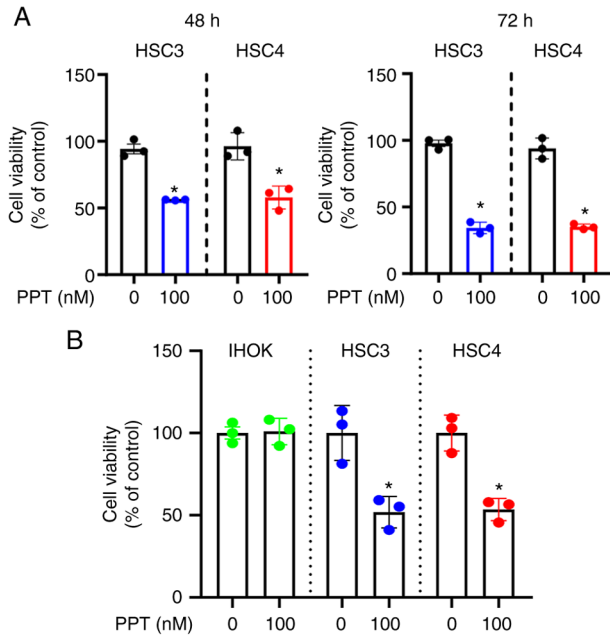 A
48 h
72 h
HSC3
HSC4
HSC3
HSC4
Cell viability
(% of control)
150
100
50
0
*
*
PPT (nM)
0
100
0
100
Cell viability
(% of control)
150
100
50
0
*
*
PPT (nM)
0
100
0
100
B
IHOK
HSC3
HSC4
Cell viability
(% of control)
150
100
50
0
*
*
PPT (nM)
0
100
0
100
0
100